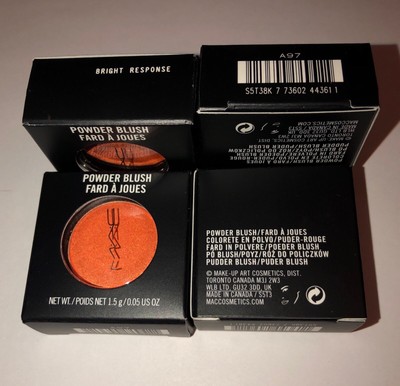 BRIGHT RESPONSE
POWDER BLUSH
FARD À JOUES
A97
S5T38K 7 73602 44361 1
POWDER BLUSH
FARD À JOUES
MAC
NET WT. / POIDS NET 1.5 g / 0.05 US OZ
POWDER BLUSH/FARD À JOUES
COLORETE EN POLVO/PUDER-ROUGE
FARD IN POLVERE/POEDER BLUSH
PÓ BLUSH/POYZ/RÓŻ DO POLICZKÓW
PUDDER BLUSH/PUDER BLUSH
© MAKE-UP ART COSMETICS, DIST.
TORONTO CANADA M3J 2W3
WLB LTD. GU32 3DD, UK
MADE IN CANADA / S5T3
MACCOSMETICS.COM